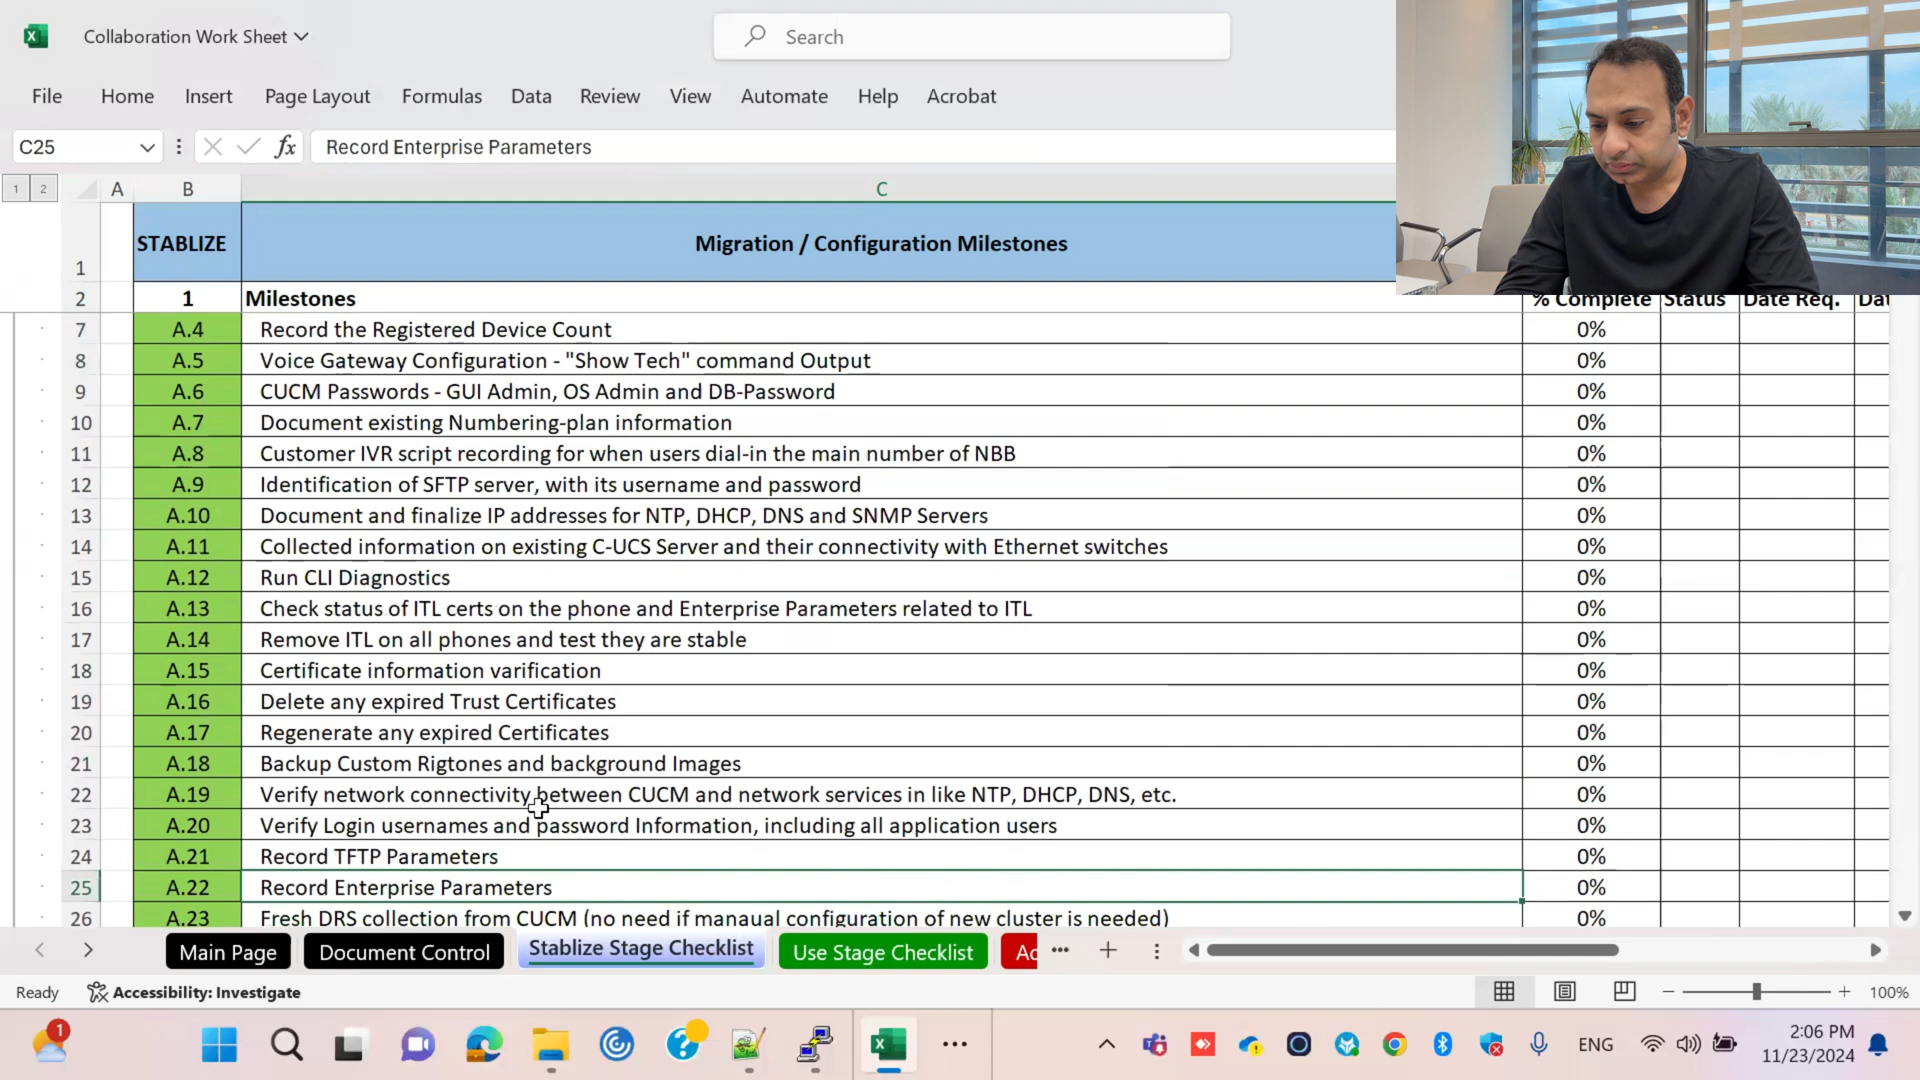 Collaboration Work Sheet
Search
File Home Insert Page Layout Formulas Data Review View Automate Help Acrobat
C25 fx Record Enterprise Parameters
1 2 A B C
1 STABLIZE Migration / Configuration Milestones
2 1 Milestones % Complete Status Date Req. Dat
7 A.4 Record the Registered Device Count 0%
8 A.5 Voice Gateway Configuration - "Show Tech" command Output 0%
9 A.6 CUCM Passwords - GUI Admin, OS Admin and DB-Password 0%
10 A.7 Document existing Numbering-plan information 0%
11 A.8 Customer IVR script recording for when users dial-in the main number of NBB 0%
12 A.9 Identification of SFTP server, with its username and password 0%
13 A.10 Document and finalize IP addresses for NTP, DHCP, DNS and SNMP Servers 0%
14 A.11 Collected information on existing C-UCS Server and their connectivity with Ethernet switches 0%
15 A.12 Run CLI Diagnostics 0%
16 A.13 Check status of ITL certs on the phone and Enterprise Parameters related to ITL 0%
17 A.14 Remove ITL on all phones and test they are stable 0%
18 A.15 Certificate information varification 0%
19 A.16 Delete any expired Trust Certificates 0%
20 A.17 Regenerate any expired Certificates 0%
21 A.18 Backup Custom Rigtones and background Images 0%
22 A.19 Verify network connectivity between CUCM and network services in like NTP, DHCP, DNS, etc. 0%
23 A.20 Verify Login usernames and password Information, including all application users 0%
24 A.21 Record TFTP Parameters 0%
25 A.22 Record Enterprise Parameters 0%
26 A.23 Fresh DRS collection from CUCM (no need if manaual configuration of new cluster is needed) 0%
Main Page Document Control Stablize Stage Checklist Use Stage Checklist Ac
Ready Accessibility: Investigate 100%
1 ENG 2:06 PM
11/23/2024